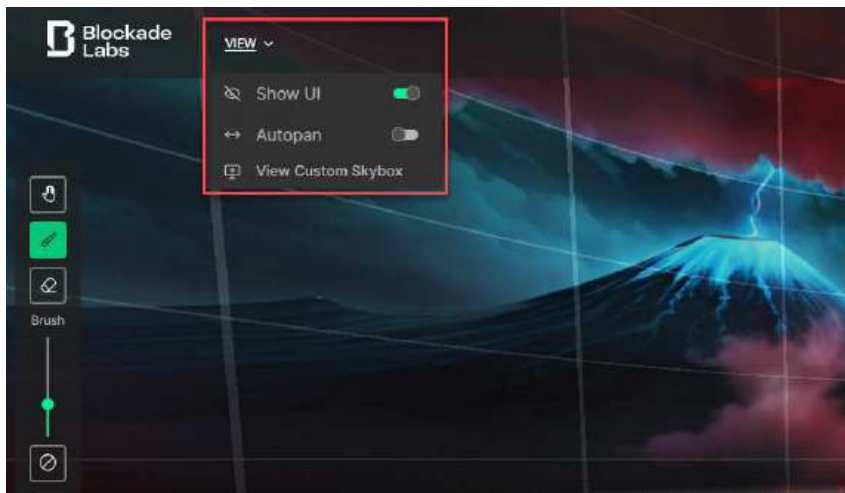 Blockade
Labs
VIEW
Show UI
Autopan
View Custom Skybox
Brush